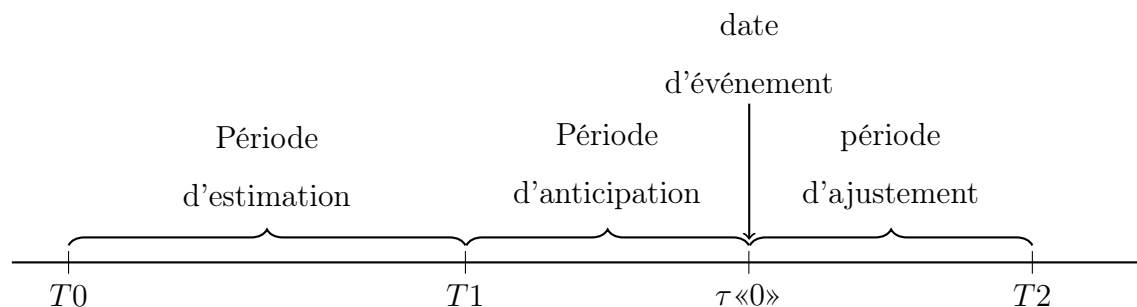 date
d'événement
Période
d'estimation
Période
d'anticipation
période
d'ajustement
T0
T1
τ «0»
T2